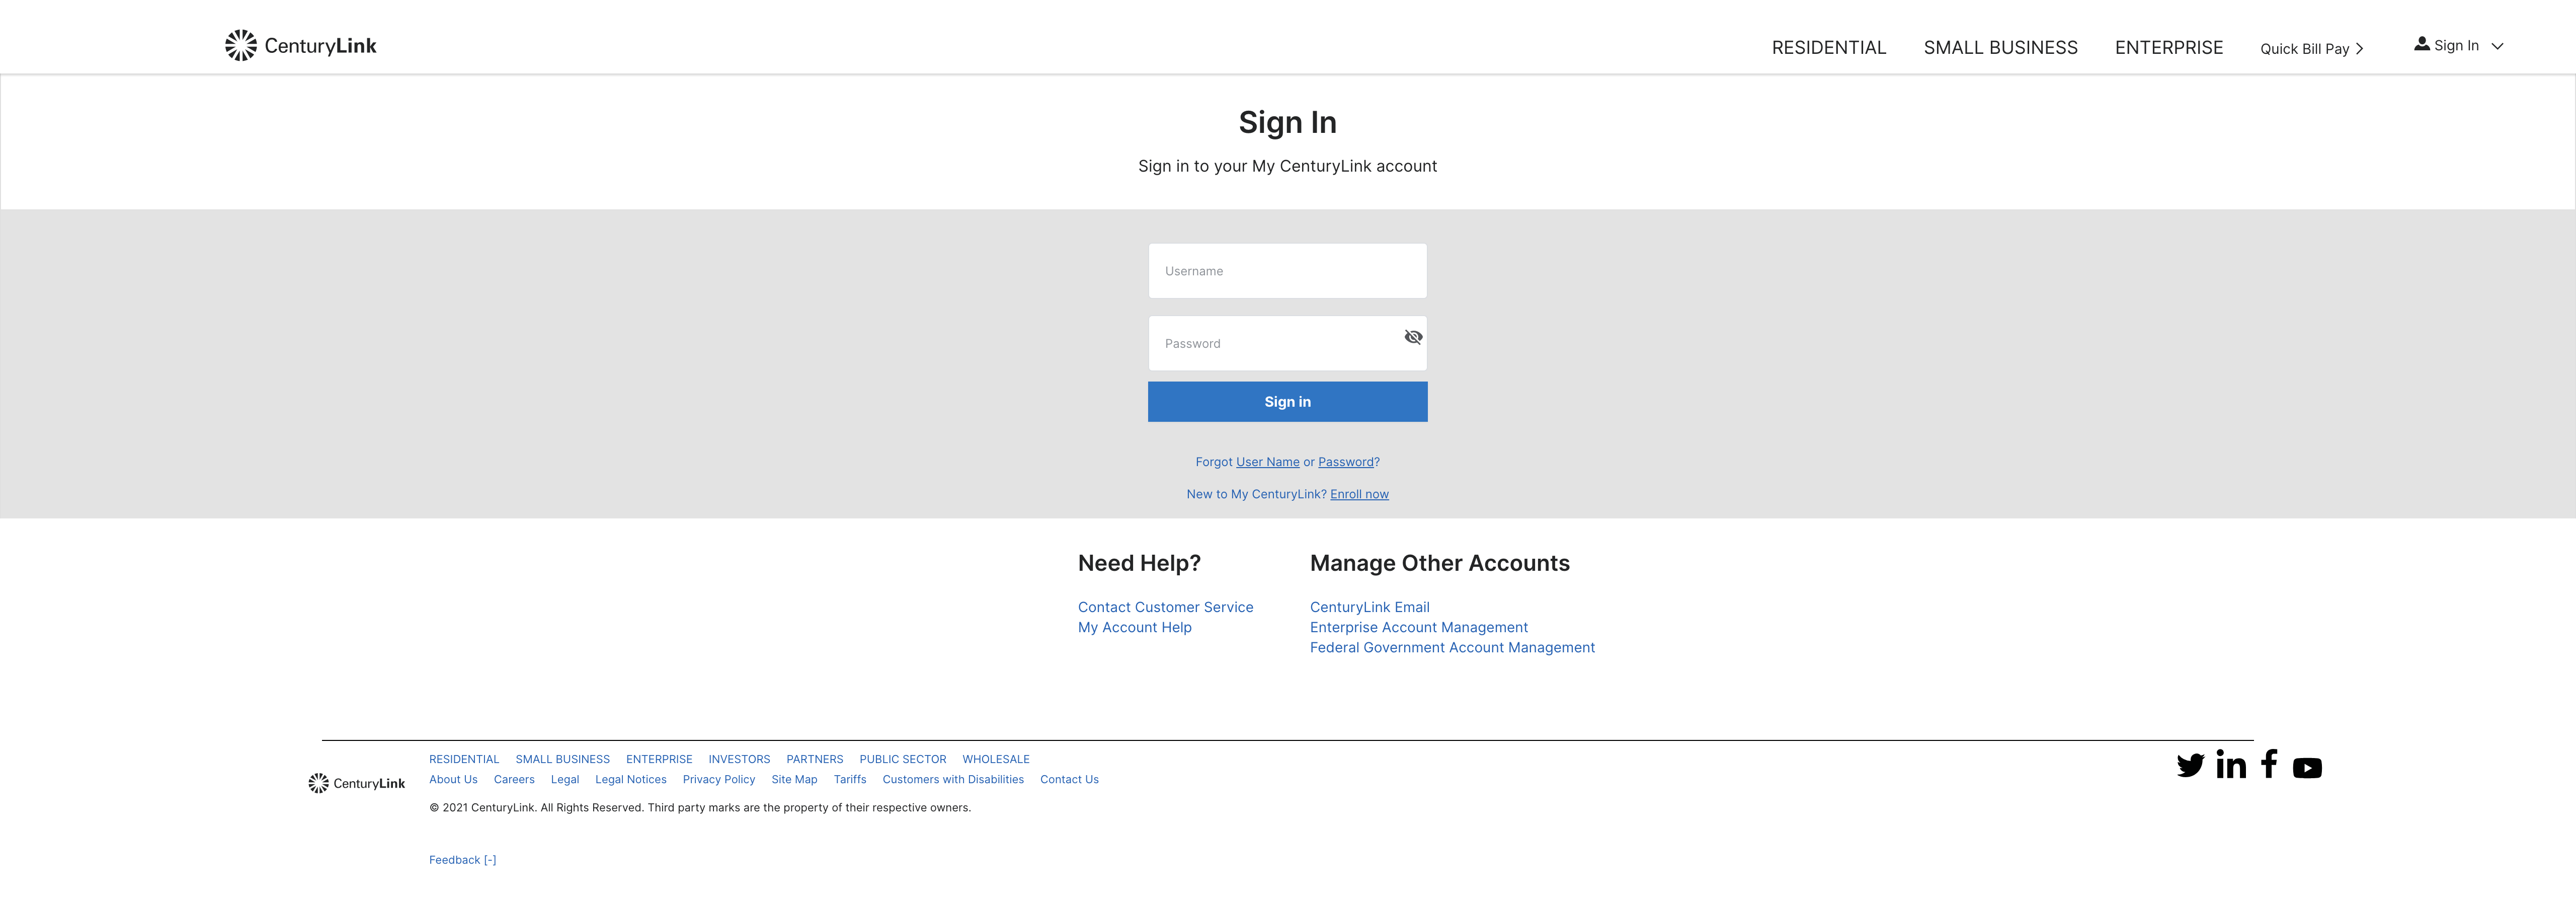 CenturyLink
RESIDENTIAL SMALL BUSINESS ENTERPRISE Quick Bill Pay Sign In
Sign In
Sign in to your My CenturyLink account
Username
Password
Sign in
Forgot User Name or Password?
New to My CenturyLink? Enroll now
Need Help?
Contact Customer Service
My Account Help
Manage Other Accounts
CenturyLink Email
Enterprise Account Management
Federal Government Account Management
CenturyLink
RESIDENTIAL SMALL BUSINESS ENTERPRISE INVESTORS PARTNERS PUBLIC SECTOR WHOLESALE
About Us Careers Legal Legal Notices Privacy Policy Site Map Tariffs Customers with Disabilities Contact Us
© 2021 CenturyLink. All Rights Reserved. Third party marks are the property of their respective owners.
Feedback [-]